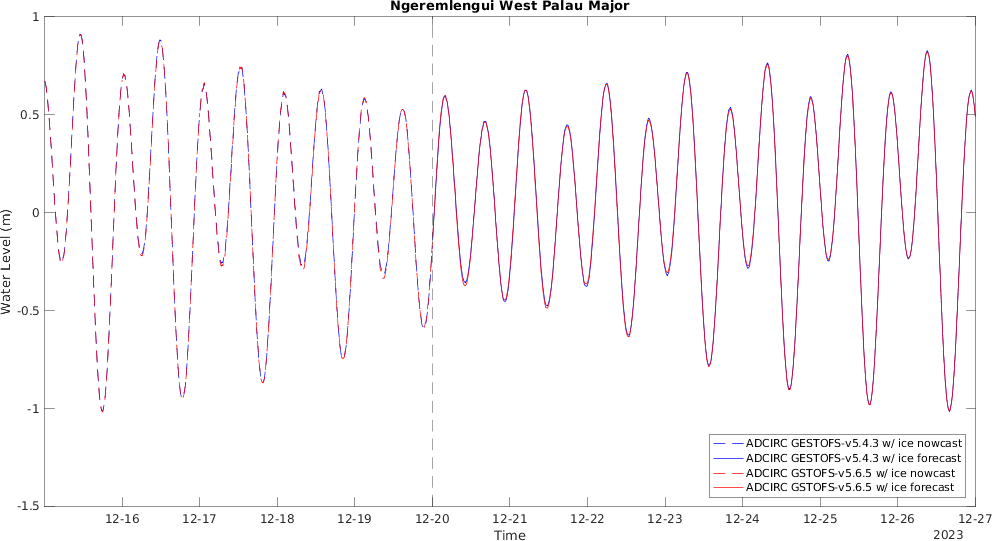 Ngeremlengui West Palau Major
1
0.5
0
-0.5
-1
-1.5
Water Level (m)
ADCIRC GESTOFS-v5.4.3 w/ ice nowcast
ADCIRC GESTOFS-v5.4.3 w/ ice forecast
ADCIRC GSTOFS-v5.6.5 w/ ice nowcast
ADCIRC GSTOFS-v5.6.5 w/ ice forecast
12-16 12-17 12-18 12-19 12-20 12-21 12-22 12-23 12-24 12-25 12-26 12-27
Time
2023